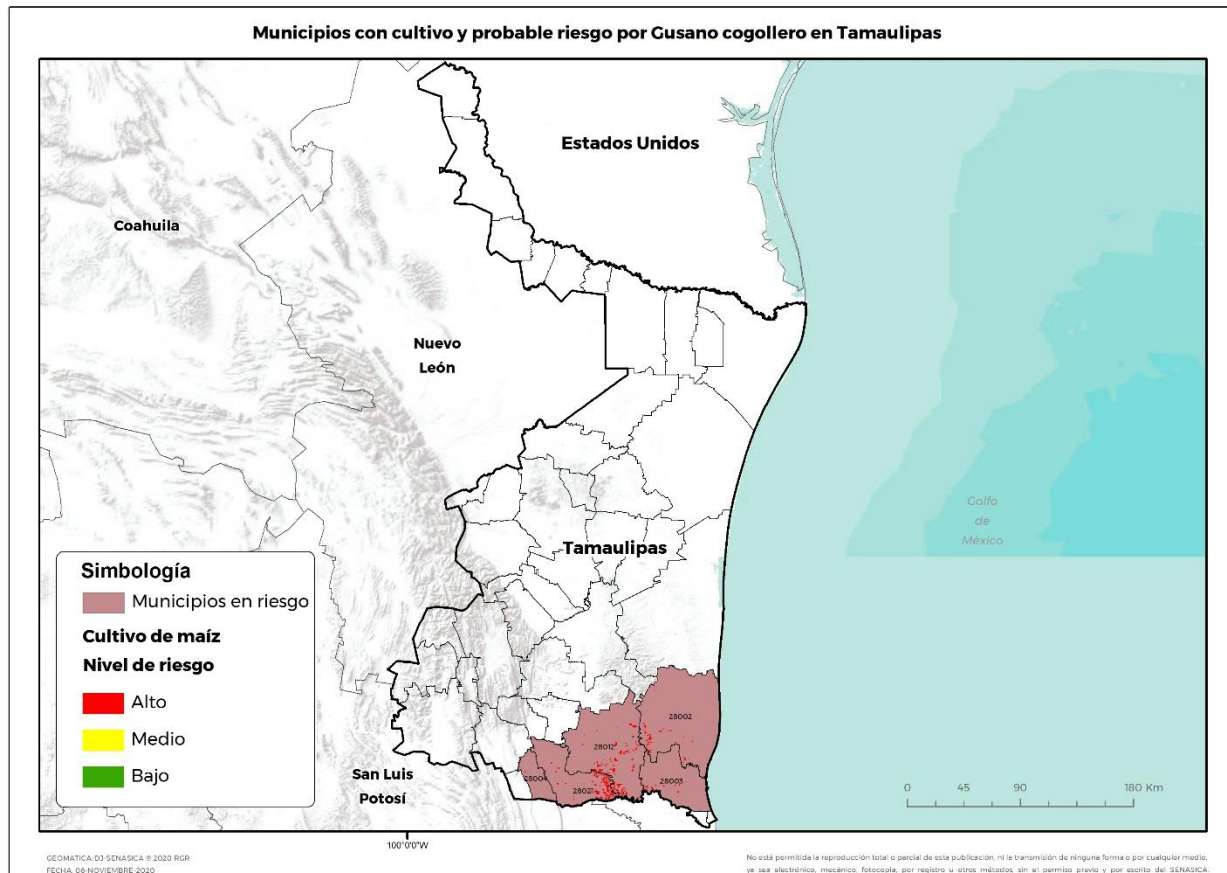 Municipios con cultivo y probable riesgo por Gusano cogollero en Tamaulipas
Estados Unidos
Coahuila
Nuevo
León
Golfo
de
México
Tamaulipas
Simbología
Municipios en riesgo
Cultivo de maíz
Nivel de riesgo
Alto
Medio
Bajo
28002
28012
28004
28021
28003
San Luis
Potosí
0 45 90 180 Km
100°0'0"W
GEOMATICA-DJ-SENASICA ® 2020 RGR
FECHA. 06-NOVIEMBRE-2020
No está permitida la reproducción total o parcial de esta publicación, ni la transmisión de ninguna forma o por cualquier medio,
ya sea electrónico, mecánico, fotocopia, por registro u otros métodos, sin el permiso previo y por escrito del SENASICA.